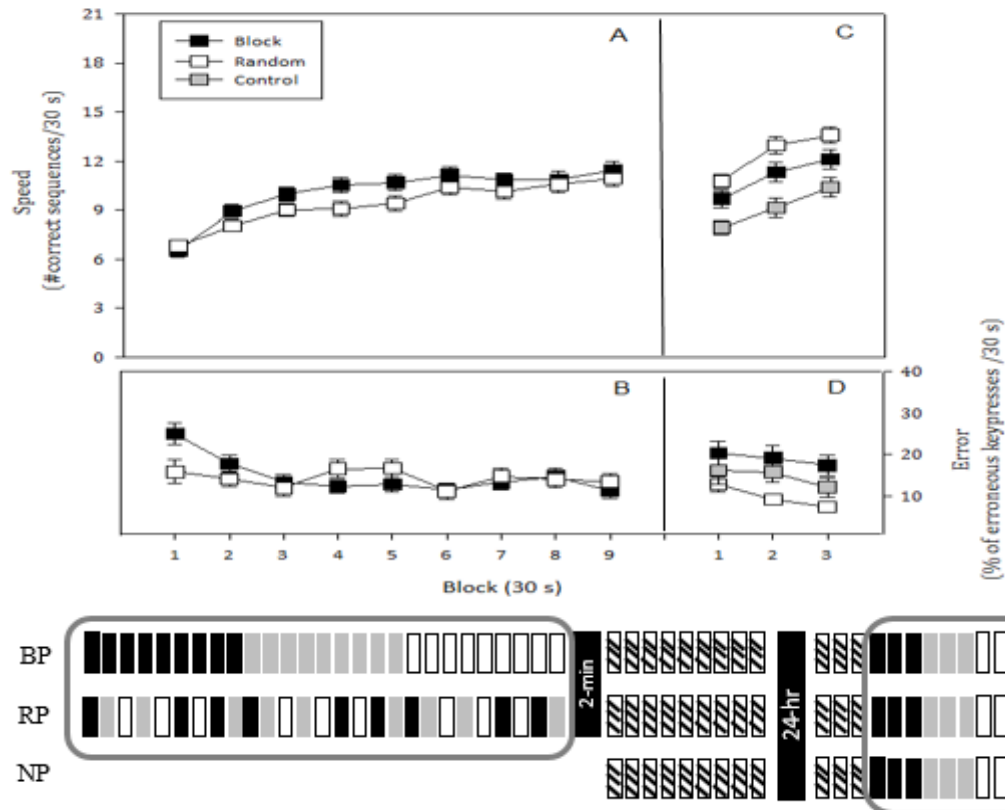 21
18
15
12
9
6
3
0
Speed
(#correct sequences/30 s)
Block
Random
Control
A
C
B
D
40
30
20
10
Error
(% of erroneous keypresses /30 s)
1 2 3 4 5 6 7 8 9 1 2 3
Block (30 s)
BP
RP
NP
2-min
24-hr